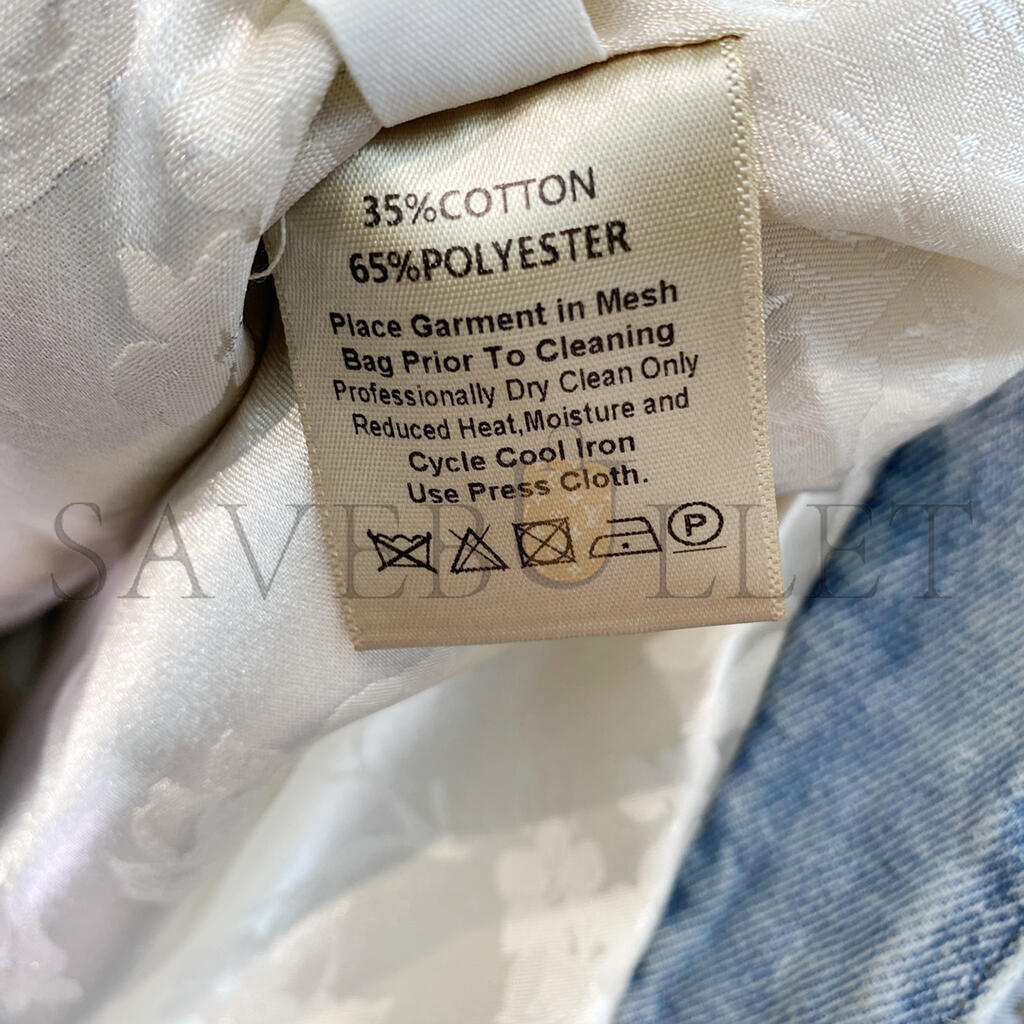 35%COTTON
65%POLYESTER
Place Garment in Mesh
Bag Prior To Cleaning
Professionally Dry Clean Only
Reduced Heat,Moisture and
Cycle Cool Iron
Use Press Cloth.
P
SAVEBULLET